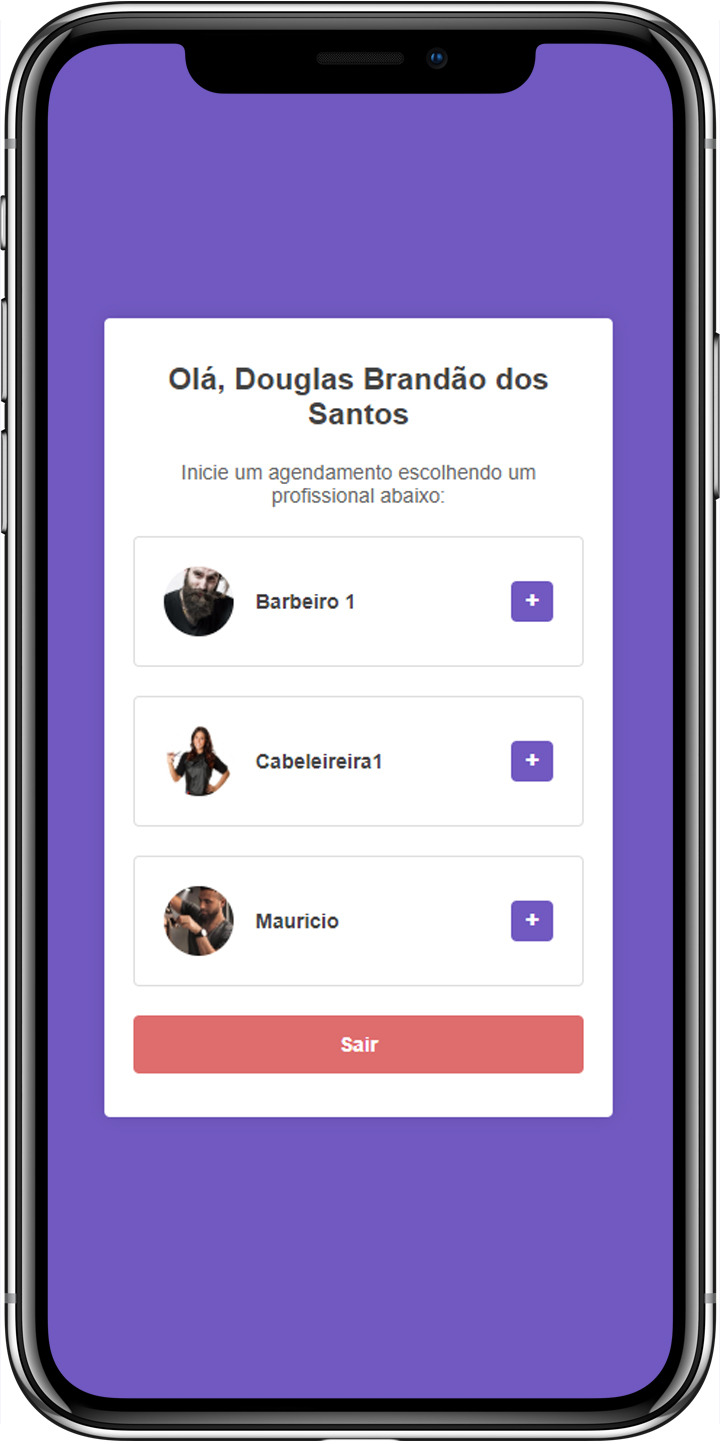 Olá, Douglas Brandão dos
Santos
Inicie um agendamento escolhendo um
profissional abaixo:
Barbeiro 1
+
Cabeleireira1
+
Mauricio
+
Sair